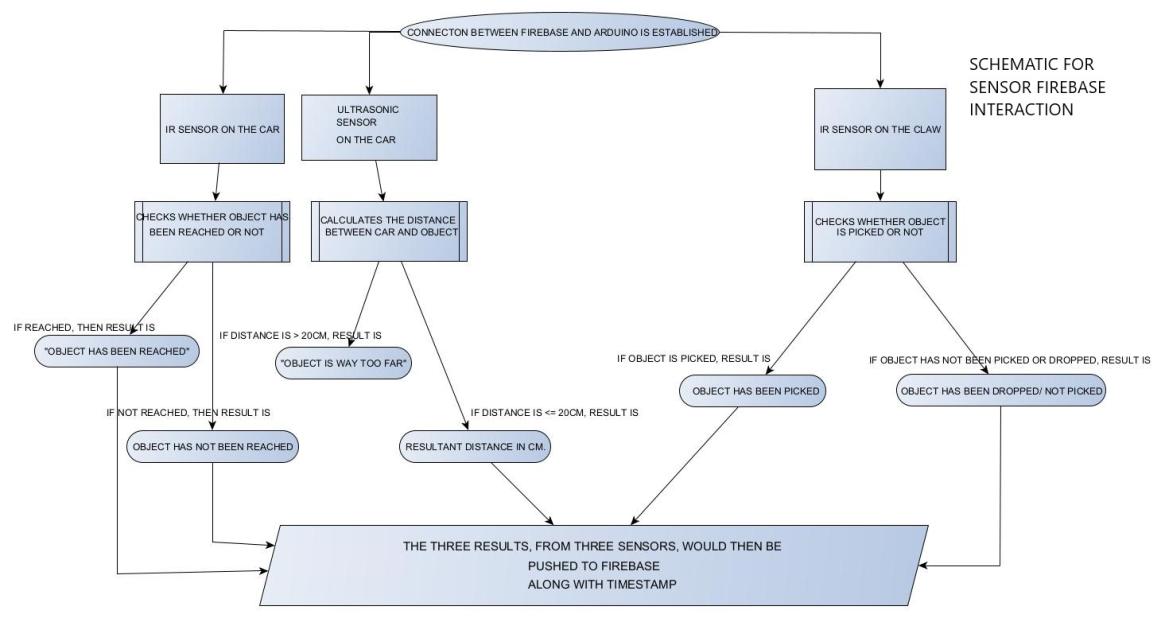 CONNECTON BETWEEN FIREBASE AND ARDUINO IS ESTABLISHED
SCHEMATIC FOR
SENSOR FIREBASE
INTERACTION
IR SENSOR ON THE CAR
ULTRASONIC
SENSOR
ON THE CAR
IR SENSOR ON THE CLAW
CHECKS WHETHER OBJECT HAS
BEEN REACHED OR NOT
CALCULATES THE DISTANCE
BETWEEN CAR AND OBJECT
CHECKS WHETHER OBJECT
IS PICKED OR NOT
IF REACHED, THEN RESULT IS
"OBJECT HAS BEEN REACHED"
IF DISTANCE IS > 20CM, RESULT IS
"OBJECT IS WAY TOO FAR"
IF OBJECT IS PICKED, RESULT IS
OBJECT HAS BEEN PICKED
IF OBJECT HAS NOT BEEN PICKED OR DROPPED, RESULT IS
OBJECT HAS BEEN DROPPED/ NOT PICKED
IF NOT REACHED, THEN RESULT IS
OBJECT HAS NOT BEEN REACHED
IF DISTANCE IS <= 20CM, RESULT IS
RESULTANT DISTANCE IN CM.
THE THREE RESULTS, FROM THREE SENSORS, WOULD THEN BE
PUSHED TO FIREBASE
ALONG WITH TIMESTAMP